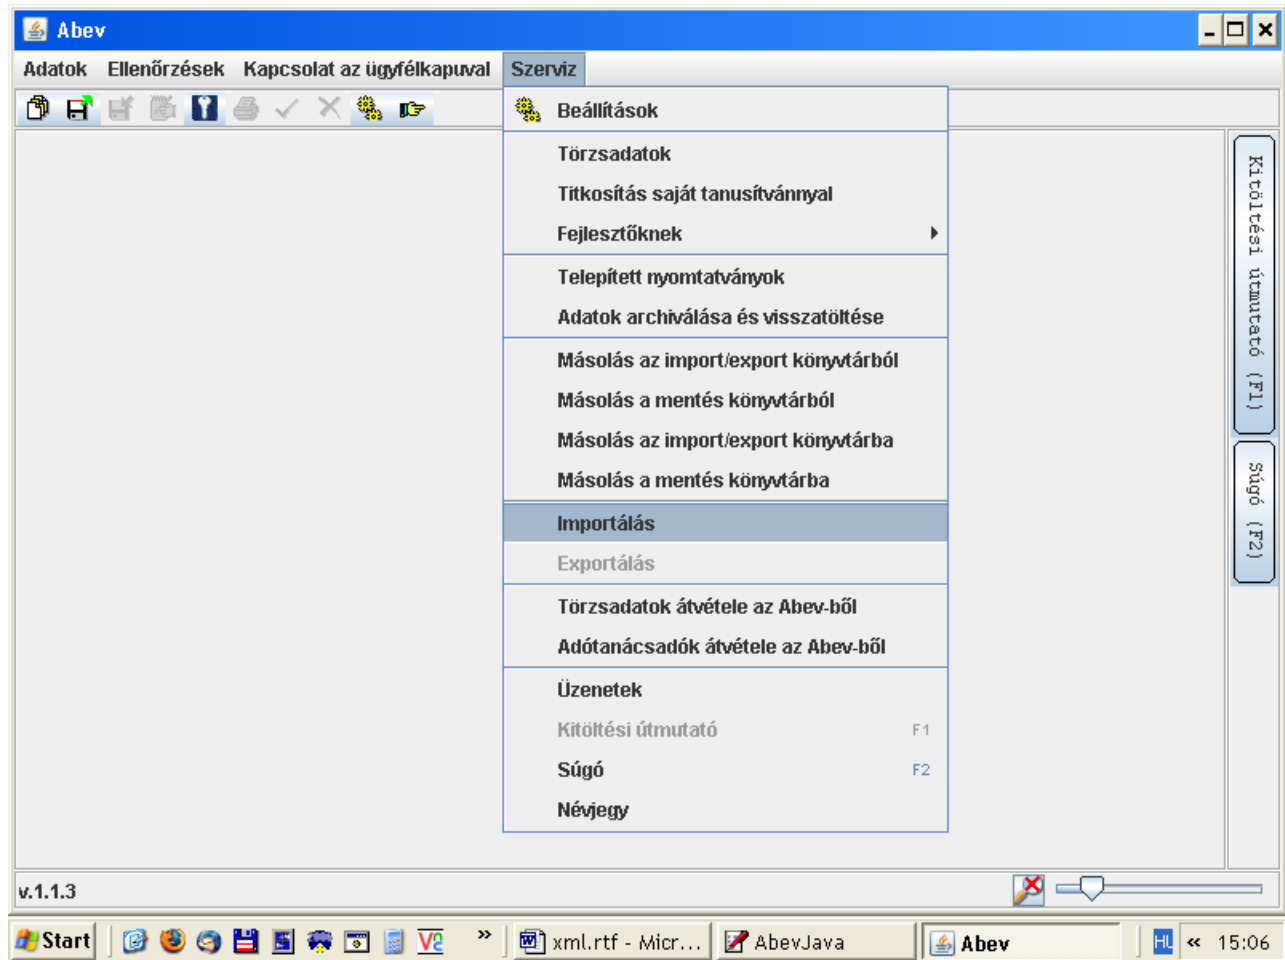 Abev
Adatok Ellenőrzések Kapcsolat az ügyfélkapuval Szerviz
Beállítások
Törzsadatok
Titkosítás saját tanusítvánnyal
Fejlesztőknek
Telepített nyomtatványok
Adatok archiválása és visszatöltése
Másolás az import/export könyvtárból
Másolás a mentés könyvtárból
Másolás az import/export könyvtárba
Másolás a mentés könyvtárba
Importálás
Exportálás
Törzsadatok átvétele az Abev-ből
Adótanácsadók átvétele az Abev-ből
Üzenetek
Kitöltési útmutató F1
Súgó F2
Névjegy
Kitöltési útmutató (F1)
Súgó (F2)
v.1.1.3
Start » xml.rtf - Micr... AbevJava Abev HU « 15:06